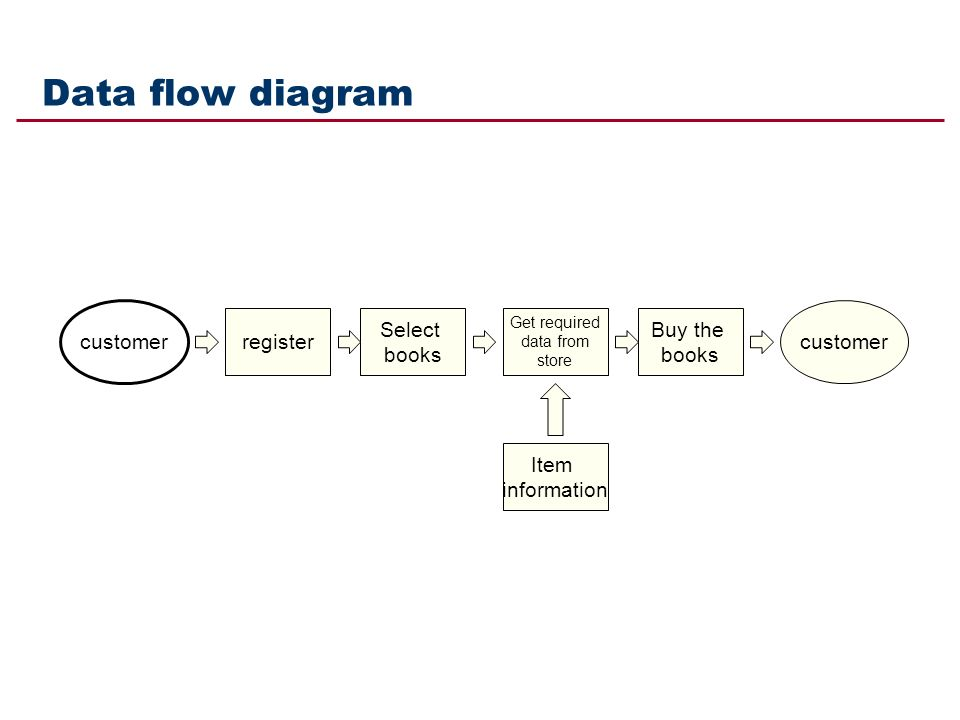 Data flow diagram
customer
register
Select
books
Get required
data from
store
Buy the
books
customer
Item
information